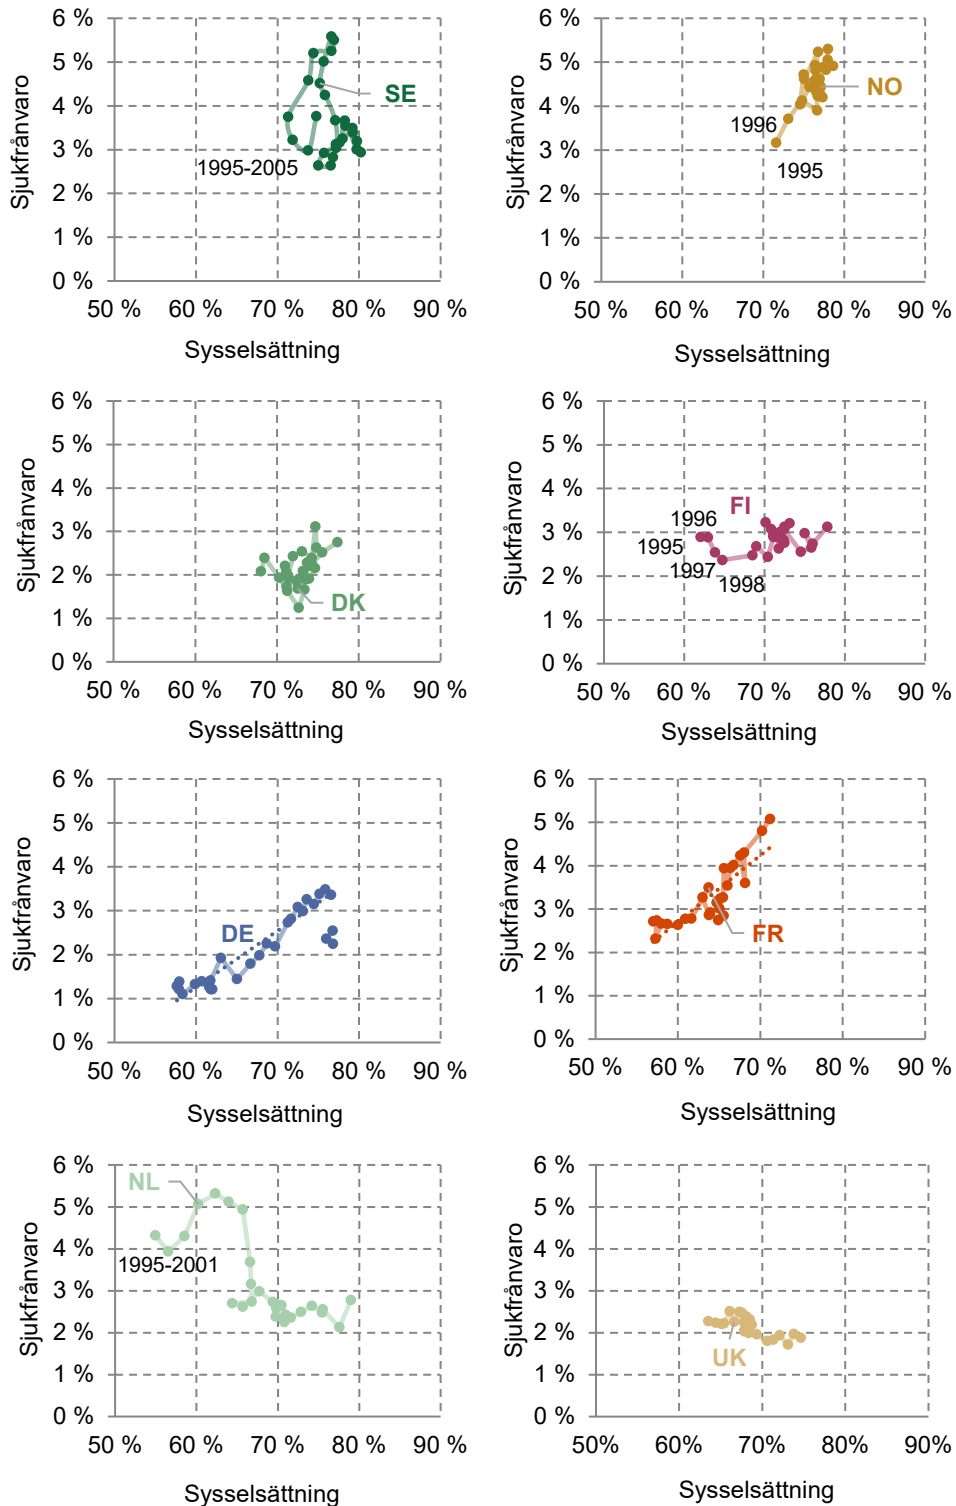 6 %
5 %
4 %
3 %
2 %
1 %
0 %
Sjukfrånvaro
SE
1995-2005
50 % 60 % 70 % 80 % 90 %
Sysselsättning
6 %
5 %
4 %
3 %
2 %
1 %
0 %
Sjukfrånvaro
NO
1996
1995
50 % 60 % 70 % 80 % 90 %
Sysselsättning
6 %
5 %
4 %
3 %
2 %
1 %
0 %
Sjukfrånvaro
DK
50 % 60 % 70 % 80 % 90 %
Sysselsättning
6 %
5 %
4 %
3 %
2 %
1 %
0 %
Sjukfrånvaro
FI
1996
1995
1997
1998
50 % 60 % 70 % 80 % 90 %
Sysselsättning
6 %
5 %
4 %
3 %
2 %
1 %
0 %
Sjukfrånvaro
DE
50 % 60 % 70 % 80 % 90 %
Sysselsättning
6 %
5 %
4 %
3 %
2 %
1 %
0 %
Sjukfrånvaro
FR
50 % 60 % 70 % 80 % 90 %
Sysselsättning
6 %
5 %
4 %
3 %
2 %
1 %
0 %
Sjukfrånvaro
NL
1995-2001
50 % 60 % 70 % 80 % 90 %
Sysselsättning
6 %
5 %
4 %
3 %
2 %
1 %
0 %
Sjukfrånvaro
UK
50% 60% 70% 80% 90%
Sysselsättning